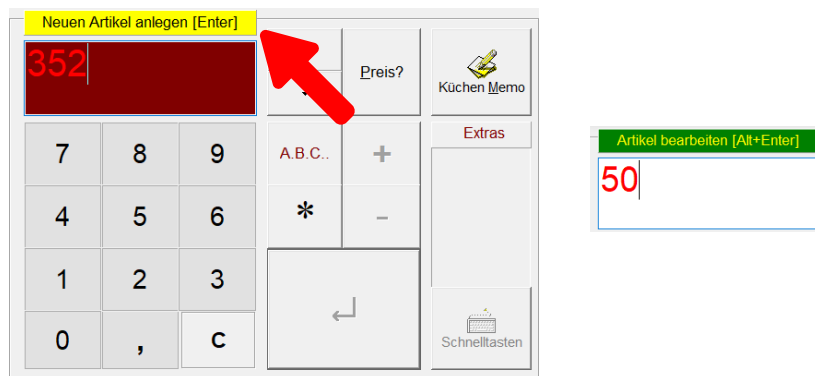 Neuen Artikel anlegen [Enter]
352
Preis?
Küchen Memo
7 8 9 A.B.C.. +
Extras
4 5 6 * -
1 2 3
0 , C
Schnelltasten
Artikel bearbeiten [Alt+Enter]
50